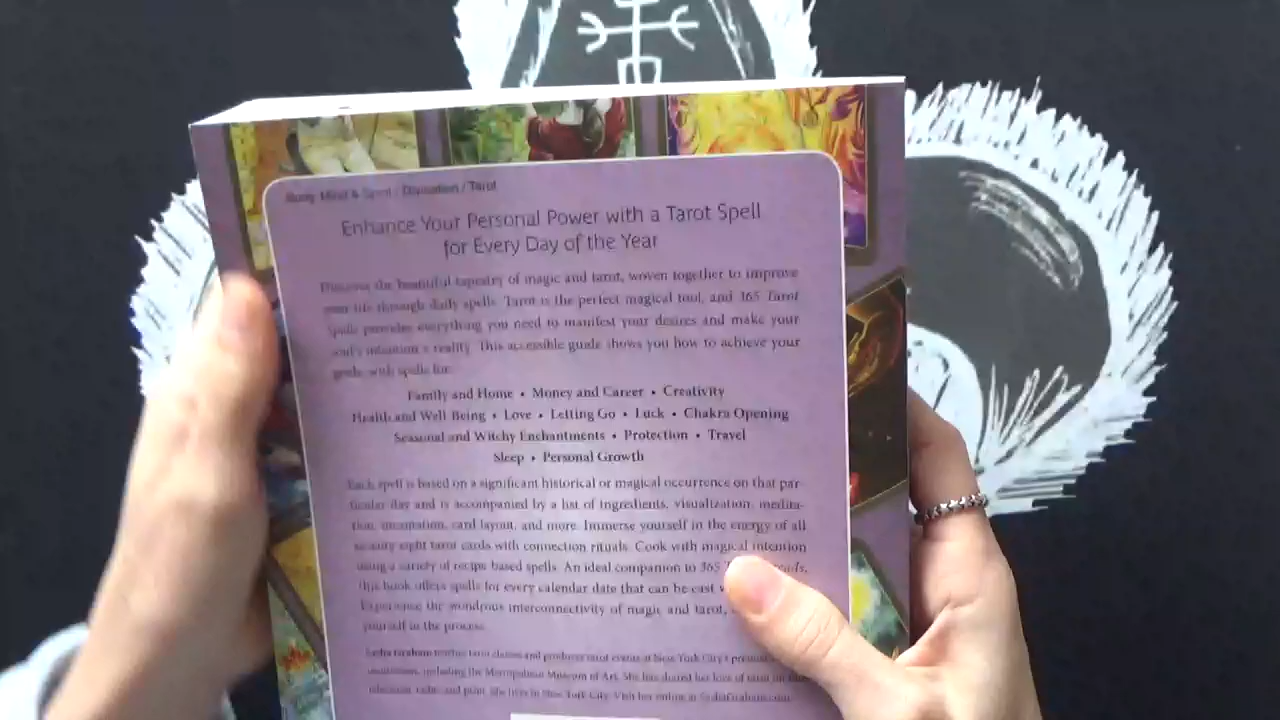 Body, Mind & Spirit / Divination / Tarot
Enhance Your Personal Power with a Tarot Spell
for Every Day of the Year
Discover the beautiful tapestry of magic and tarot, woven together to improve
your life through daily spells. Tarot is the perfect magical tool, and 365 Tarot
Spells provides everything you need to manifest your desires and make your
soul's intention a reality. This accessible guide shows you how to achieve your
goals with spells for:
Family and Home • Money and Career • Creativity
Health and Well Being • Love • Letting Go • Luck • Chakra Opening
Seasonal and Witchy Enchantments • Protection • Travel
Sleep • Personal Growth
Each spell is based on a significant historical or magical occurrence on that par-
ticular day and is accompanied by a list of ingredients, visualization, medita-
tion, incantation, card layout, and more. Immerse yourself in the energy of all
seventy-eight tarot cards with connection rituals. Cook with magical intention
using a variety of recipe based spells. An ideal companion to 365
this book offers spells for every calendar date that can be cast
Experience the wondrous interconnectivity of magic and tarot,
yourself in the process.
Sasha Graham teaches tarot classes and produces tarot events at New York City's
institutions, including the Metropolitan Museum of Art. She has shared her love of tarot on
television, radio, and print. She lives in New York City. Visit her online at SashaGraham.com.